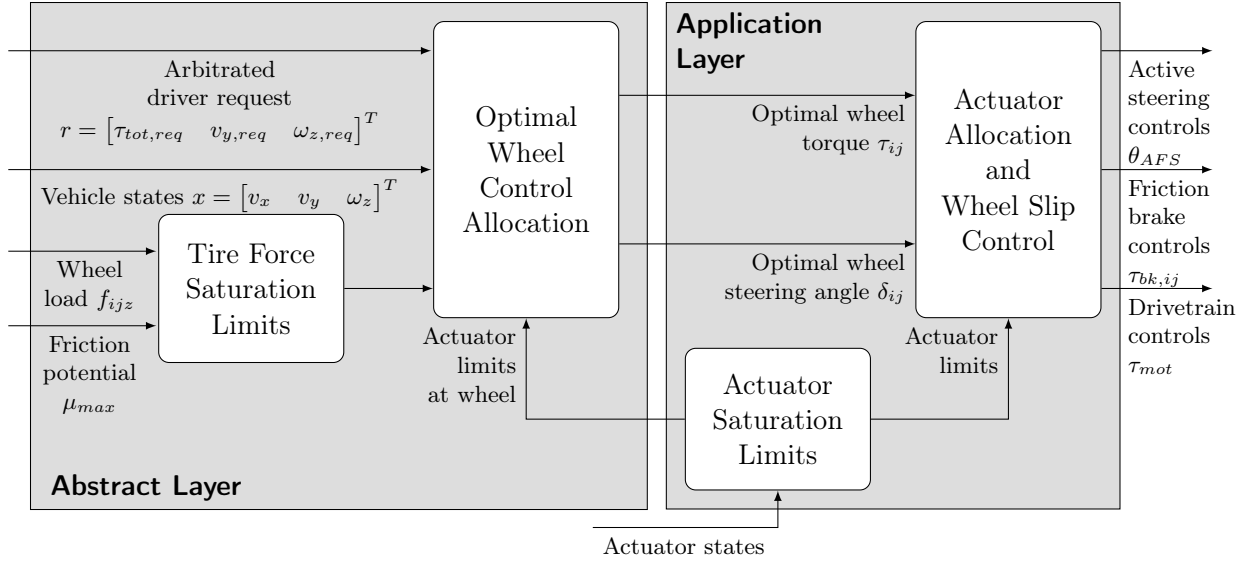 Arbitrated
driver request
r = [τ_{tot,req} v_{y,req} ω_{z,req}]^T
Vehicle states x = [v_x v_y ω_z]^T
Wheel
load f_{ijz}
Friction
potential
μ_{max}
Tire Force
Saturation
Limits
Optimal
Wheel
Control
Allocation
Actuator
limits
at wheel
Abstract Layer
Application
Layer
Optimal wheel
torque τ_{ij}
Optimal wheel
steering angle δ_{ij}
Actuator
Allocation
and
Wheel Slip
Control
Actuator
limits
Actuator
Saturation
Limits
Actuator states
Active
steering
controls
θ_{AFS}
Friction
brake
controls
τ_{bk,ij}
Drivetrain
controls
τ_{mot}